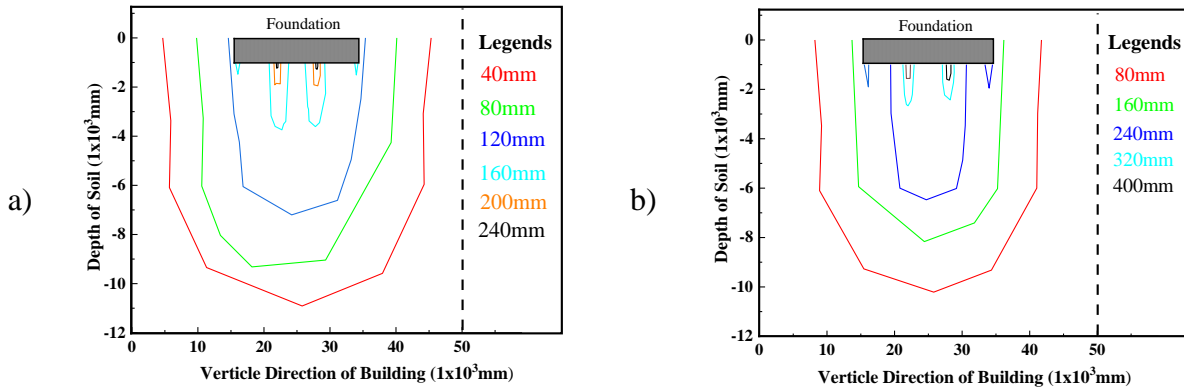 a)
Foundation
Legends
40mm
80mm
120mm
160mm
200mm
240mm
0
-2
-4
-6
-8
-10
-12
Depth of Soil (1x10³mm)
0 10 20 30 40 50
Verticle Direction of Building (1x10³mm)
b)
Foundation
Legends
80mm
160mm
240mm
320mm
400mm
0
-2
-4
-6
-8
-10
-12
Depth of Soil (1x10³mm)
0 10 20 30 40 50
Verticle Direction of Building (1x10³mm)